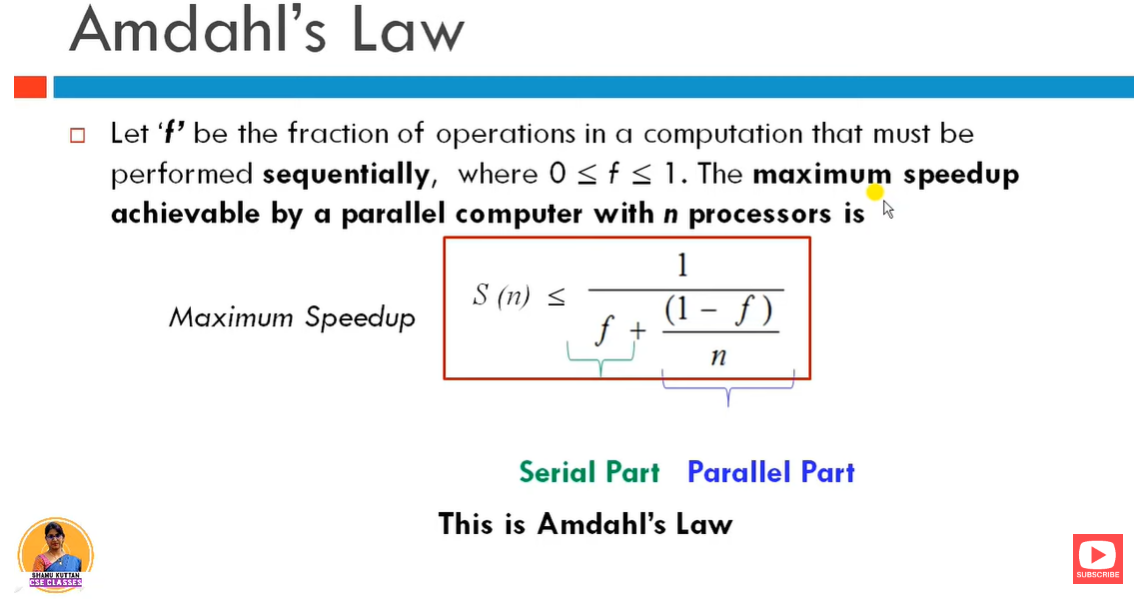 Amdahl's Law
Let 'f' be the fraction of operations in a computation that must be
performed sequentially, where 0 ≤ f ≤ 1. The maximum speedup
achievable by a parallel computer with n processors is
Maximum Speedup
S (n) ≤ 1
f + (1 − f)
n
Serial Part Parallel Part
This is Amdahl's Law
SHAMU KUTTAN
CSE CLASSES
SUBSCRIBE